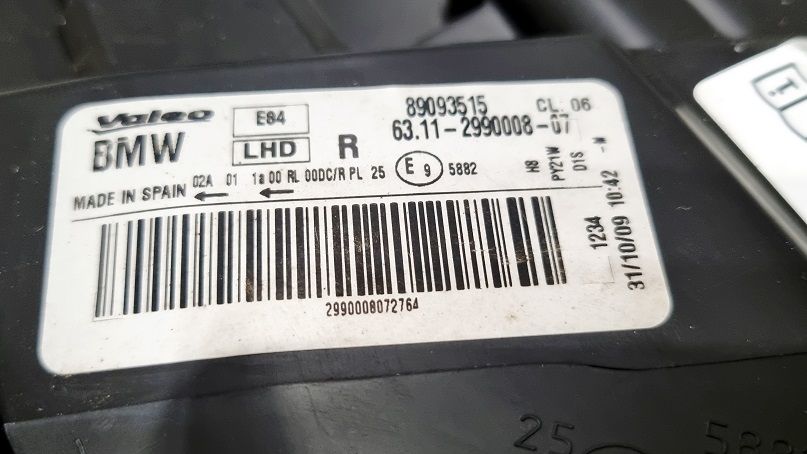 Valeo E84 89093515 CL: 06
BMW LHD R 63.11-2990008-07
MADE IN SPAIN 02A 01 1a 00 RL 00DC/R PL 25 E 9 5882
H8
PY21W
D1S
-W
2990008072764
1234
31/10/09 10:42
T
25